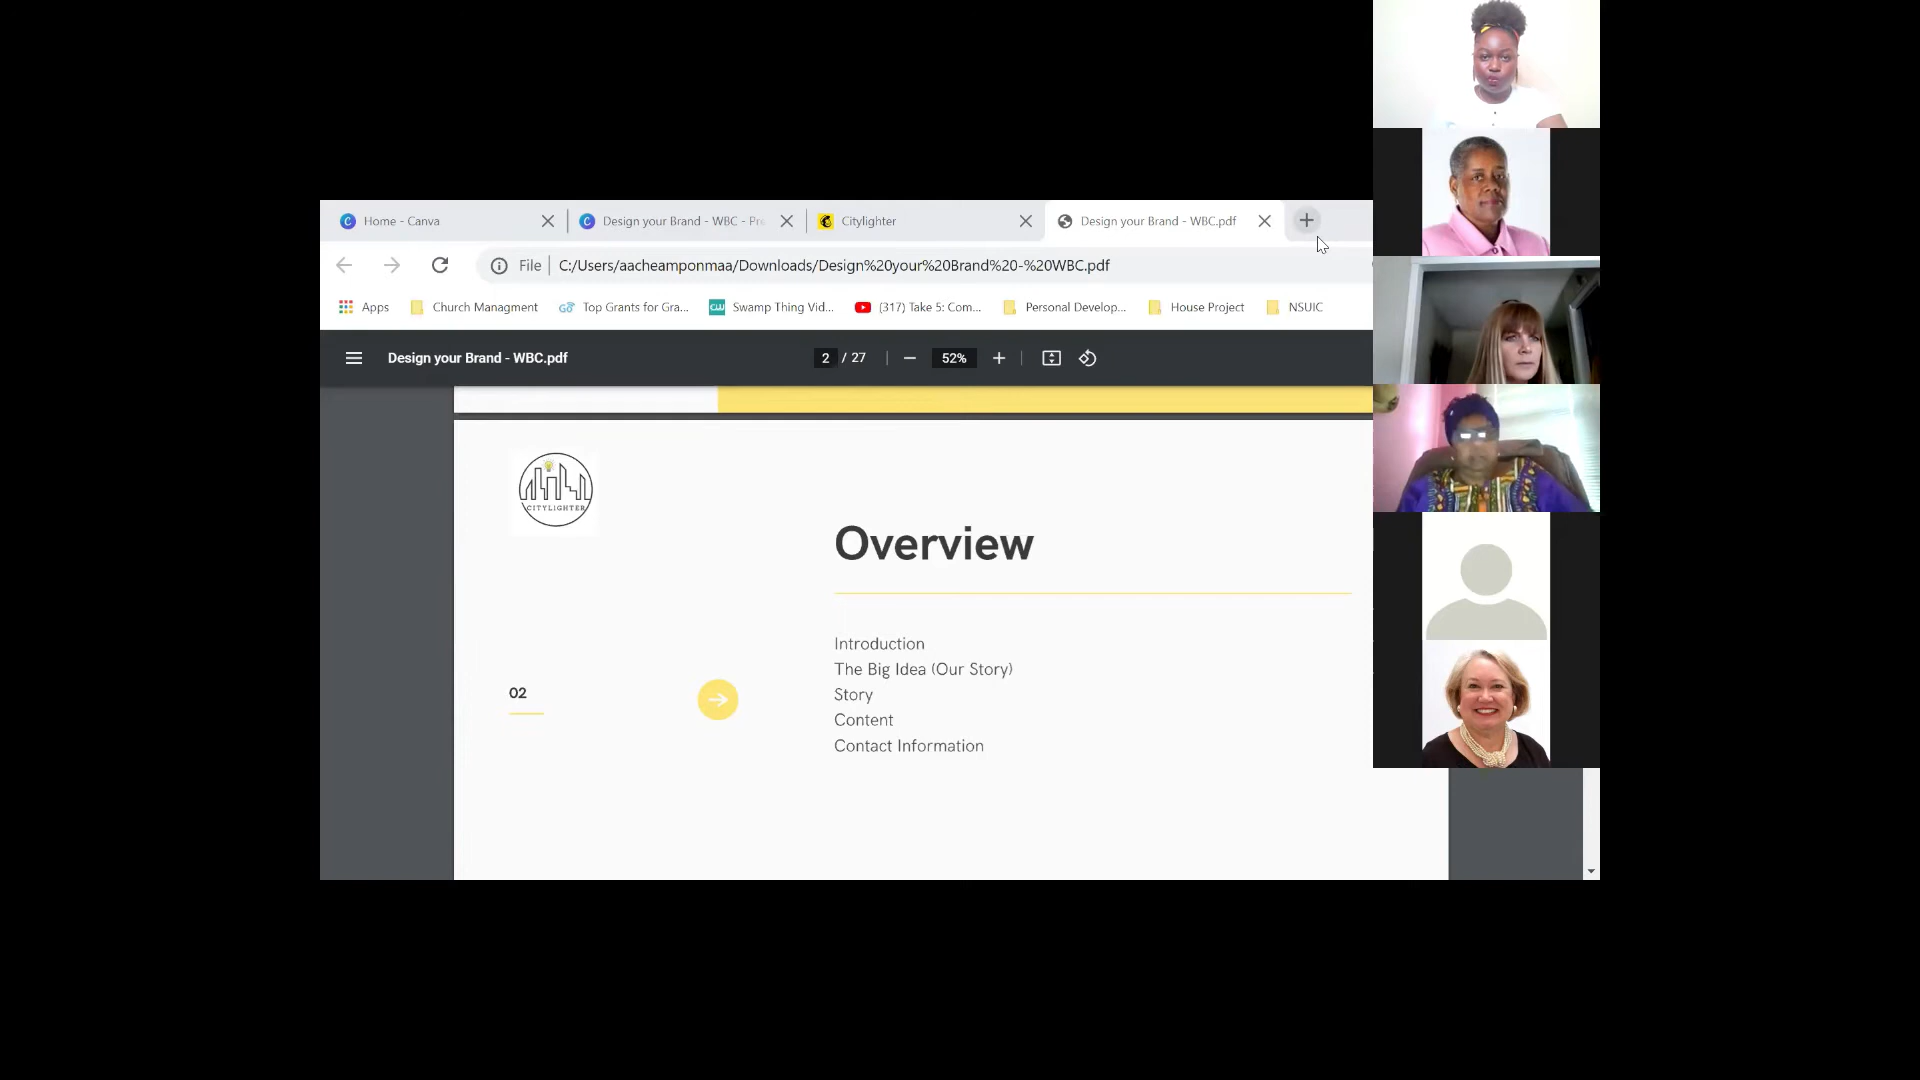 Home - Canva
Design your Brand - WBC - Pre
Citylighter
Design your Brand - WBC.pdf
File
C:/Users/aacheamponmaa/Downloads/Design%20your%20Brand%20-%20WBC.pdf
Apps
Church Managment
Top Grants for Gra...
Swamp Thing Vid...
(317) Take 5: Com...
Personal Develop...
House Project
NSUIC
Design your Brand - WBC.pdf
2 / 27
52%
CITYLIGHTER
Overview
Introduction
The Big Idea (Our Story)
Story
Content
Contact Information
02